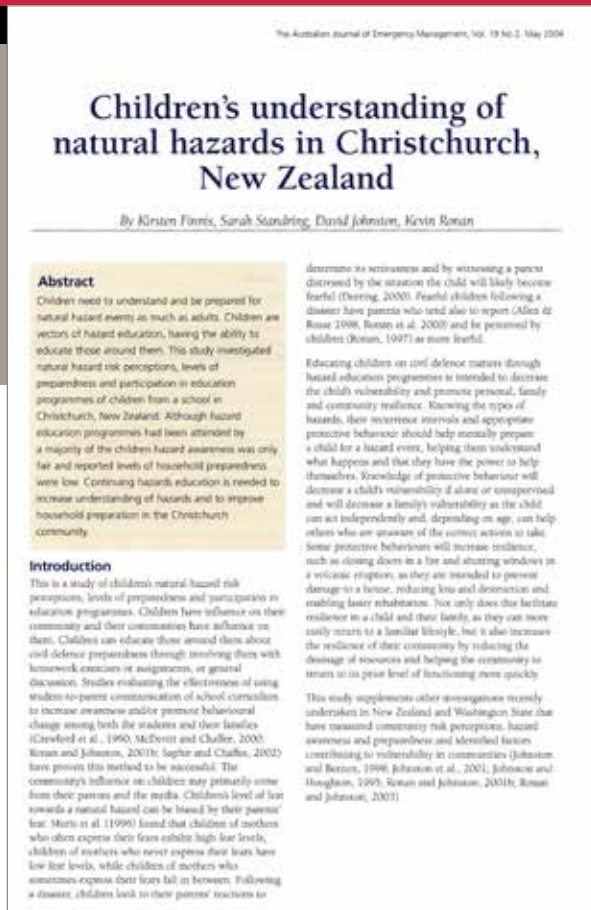 The Australian Journal of Emergency Management, Vol. 19 No 2. May 2004
Children's understanding of
natural hazards in Christchurch,
New Zealand
By Kirsten Finnis, Sarah Standring, David Johnston, Kevin Ronan
Abstract
Children need to understand and be prepared for
natural hazard events as much as adults. Children are
vectors of hazard education, having the ability to
educate those around them. This study investigated
natural hazard risk perceptions, levels of
preparedness and participation in education
programmes of children from a school in
Christchurch, New Zealand. Although hazard
education programmes had been attended by
a majority of the children hazard awareness was only
fair and reported levels of household preparedness
were low. Continuing hazards education is needed to
increase understanding of hazards and to improve
household preparation in the Christchurch
community.
Introduction
This is a study of children's natural hazard risk
perceptions, levels of preparedness and participation in
education programmes. Children have influence on their
community and their communities have influence on
them. Children can educate those around them about
civil defence preparedness through involving them with
homework exercises or assignments, or general
discussion. Studies evaluating the effectiveness of using
student-to-parent communication of school curriculum
to increase awareness and/or promote behavioural
change among both the students and their families
(Crawford et al., 1990, McDevitt and Chaffee, 2000,
Ronan and Johnston, 2001b; Saphir and Chaffee, 2002)
have proven this method to be successful. The
community's influence on children may primarily come
from their parents and the media. Children's level of fear
towards a natural hazard can be biased by their parents'
fear. Muris et al. (1996) found that children of mothers
who often express their fears exhibit high fear levels,
children of mothers who never express their fears have
low fear levels, while children of mothers who
sometimes express their fears fall in between. Following
a disaster, children look to their parents' reactions to
determine its seriousness and by witnessing a parent
distressed by the situation the child will likely become
fearful (Deering, 2000). Fearful children following a
disaster have parents who tend also to report (Allen &
Rosse 1998, Ronan et al. 2000) and be perceived by
children (Ronan, 1997) as more fearful.
Educating children on civil defence matters through
hazard education programmes is intended to decrease
the child's vulnerability and promote personal, family
and community resilience. Knowing the types of
hazards, their recurrence intervals and appropriate
protective behaviour should help mentally prepare
a child for a hazard event, helping them understand
what happens and that they have the power to help
themselves. Knowledge of protective behaviour will
decrease a child's vulnerability if alone or unsupervised
and will decrease a family's vulnerability as the child
can act independently and, depending on age, can help
others who are unaware of the correct actions to take.
Some protective behaviours will increase resilience,
such as closing doors in a fire and shutting windows in
a volcanic eruption, as they are intended to prevent
damage to a house, reducing loss and destruction and
enabling faster rehabilitation. Not only does this facilitate
resilience in a child and their family, as they can more
easily return to a familiar lifestyle, but it also increases
the resilience of their community by reducing the
drainage of resources and helping the community to
return to its prior level of functioning more quickly.
This study supplements other investigations recently
undertaken in New Zealand and Washington State that
have measured community risk perceptions, hazard
awareness and preparedness and identified factors
contributing to vulnerability in communities (Johnston
and Benton, 1998; Johnston et al., 2001, Johnston and
Houghton, 1995; Ronan and Johnston, 2001b; Ronan
and Johnston, 2003)